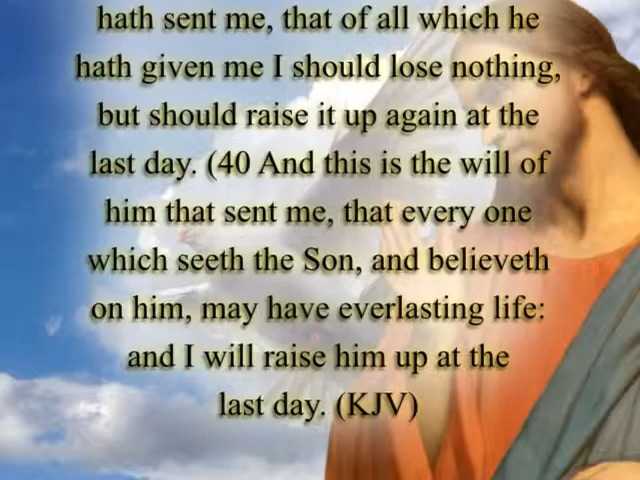 hath sent me, that of all which he
hath given me I should lose nothing,
but should raise it up again at the
last day. (40 And this is the will of
him that sent me, that every one
which seeth the Son, and believeth
on him, may have everlasting life:
and I will raise him up at the
last day. (KJV)